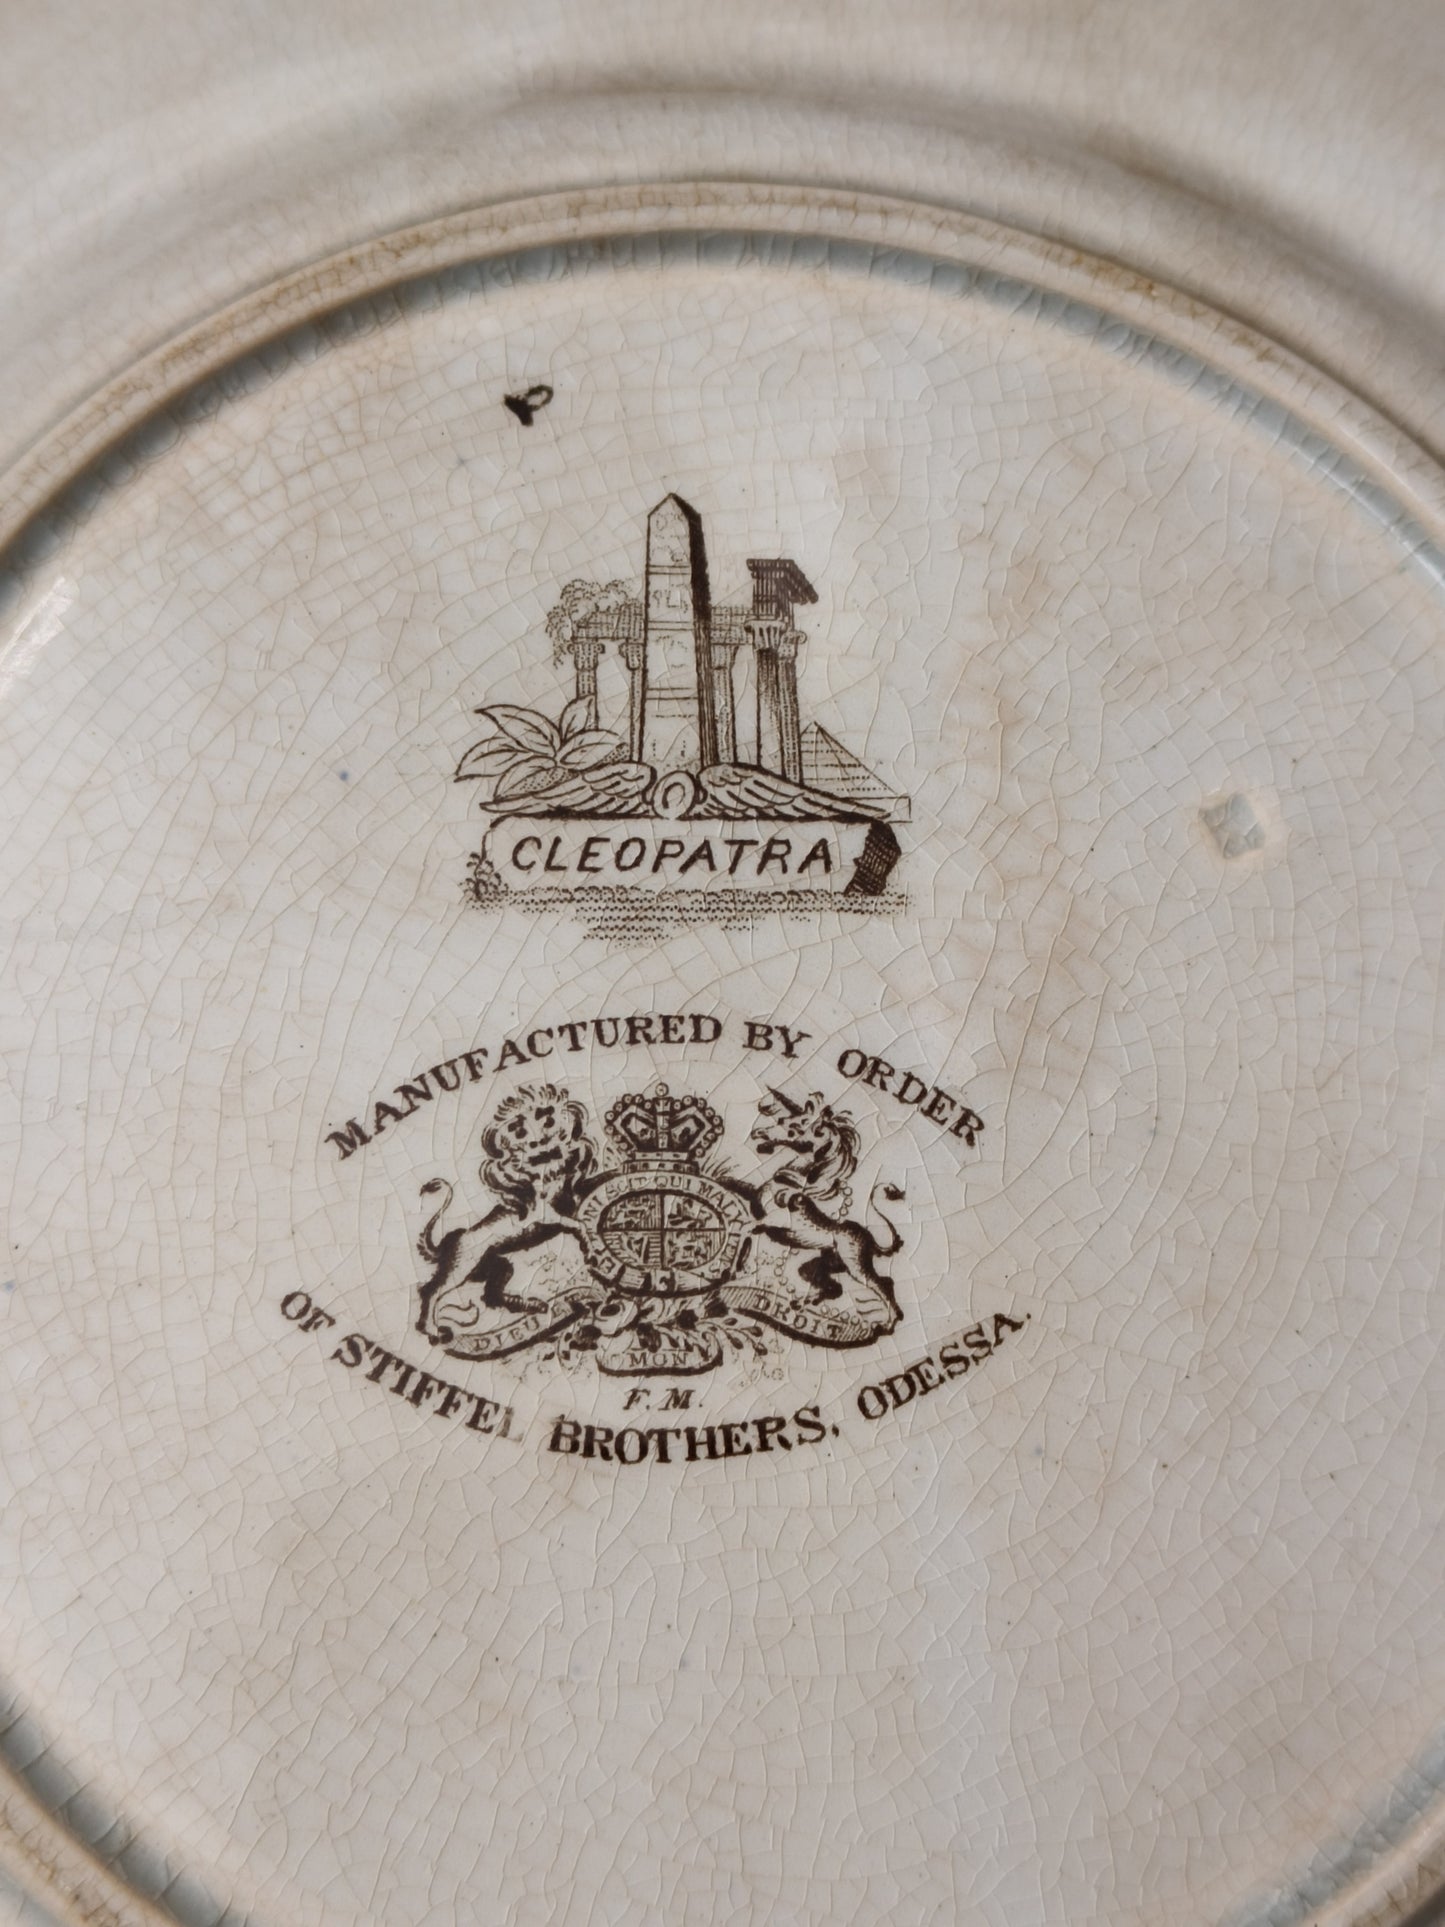 CLEOPATRA
MANUFACTURED BY ORDER
HONI SOIT QUI MAL Y PENSE
DIEU ET
DROIT
MON
F. M.
OF STIFFEL BROTHERS, ODESSA.